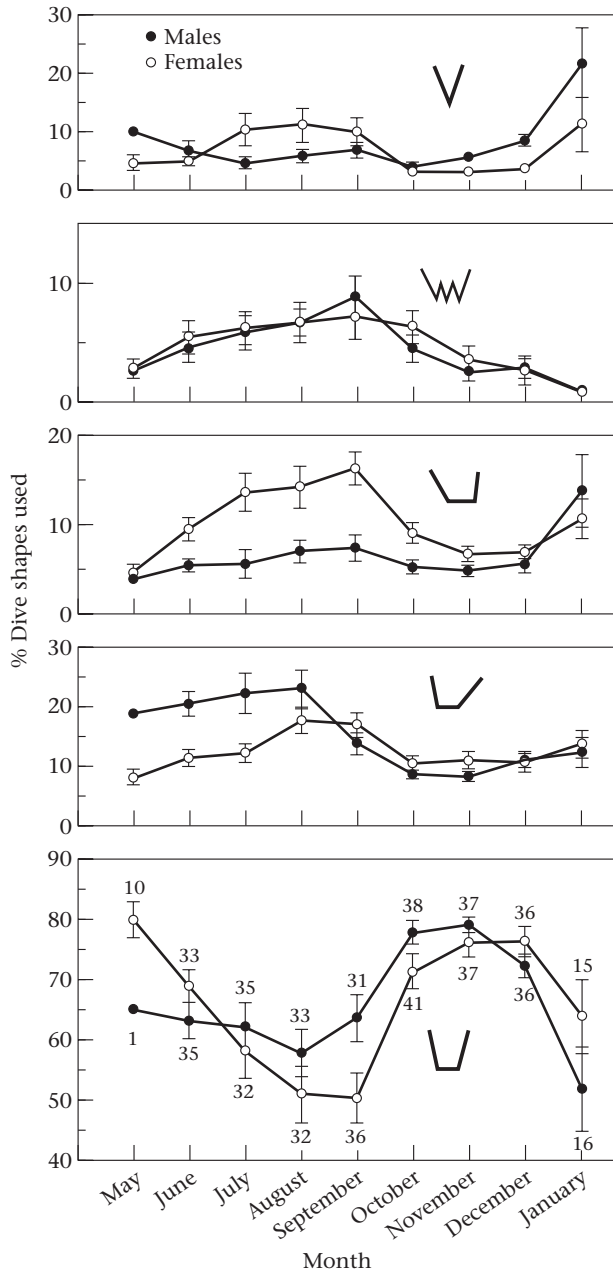 30
Males
Females
20
10
0
10
0
20
10
0
30
20
10
0
% Dive shapes used
90
80
70
60
50
40
10
33
35
33
31
38
37
36
15
1
35
32
32
36
41
37
36
16
May
June
July
August
September
October
November
December
January
Month